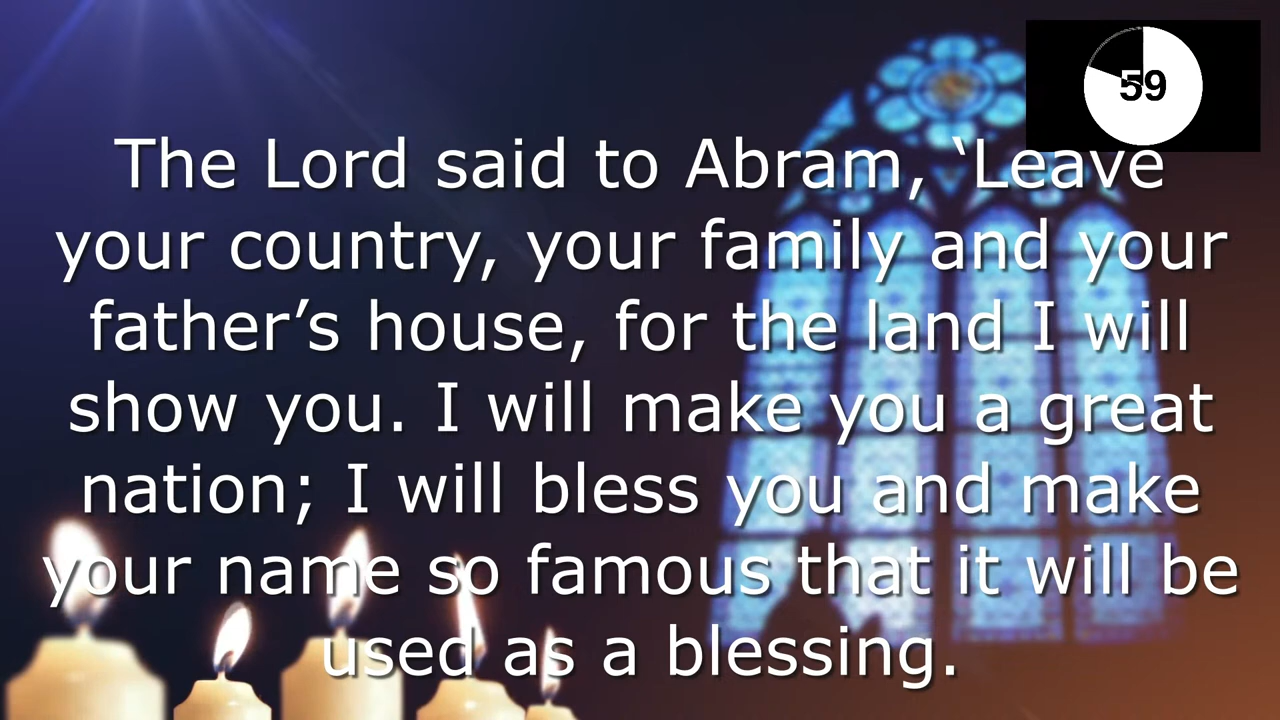 59
The Lord said to Abram, ‘Leave
your country, your family and your
father’s house, for the land I will
show you. I will make you a great
nation; I will bless you and make
your name so famous that it will be
used as a blessing.